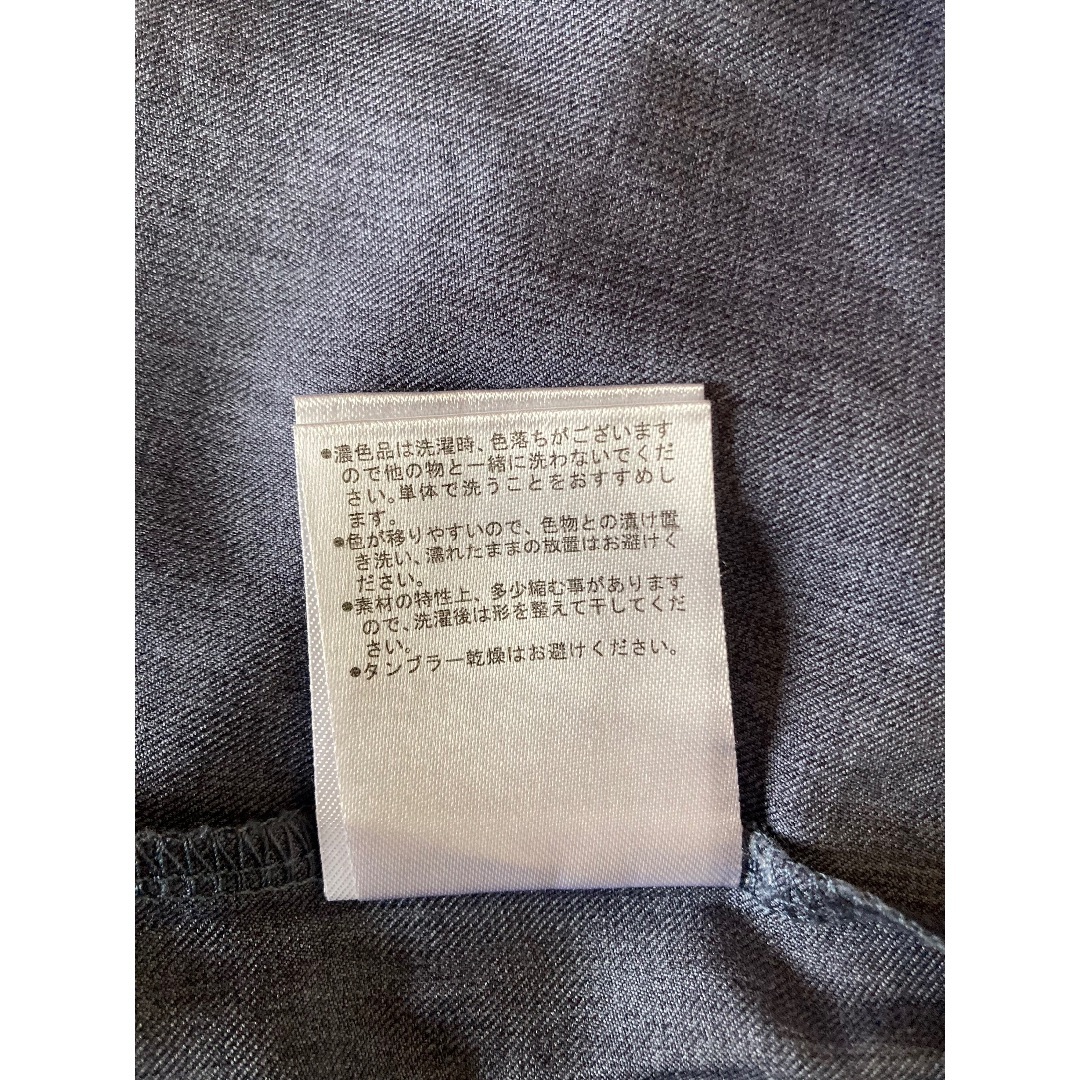 ●濃色品は洗濯時、色落ちがございます
ので他の物と一緒に洗わないでくだ
さい。単体で洗うことをおすすめし
ます。
●色が移りやすいので、色物との漬け置
き洗い、濡れたままの放置はお避けく
ださい。
●素材の特性上、多少縮む事があります
ので、洗濯後は形を整えて干してくだ
さい。
●タンブラー乾燥はお避けください。